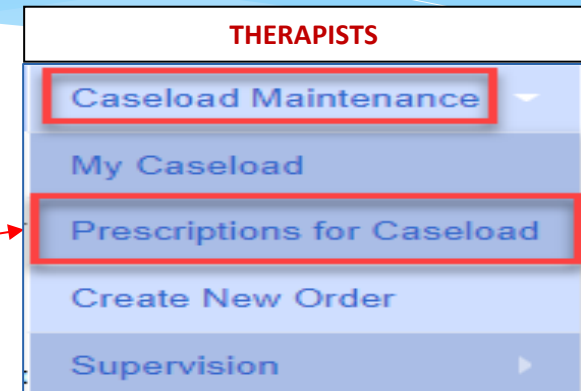 THERAPISTS
Caseload Maintenance
My Caseload
Prescriptions for Caseload
Create New Order
Supervision